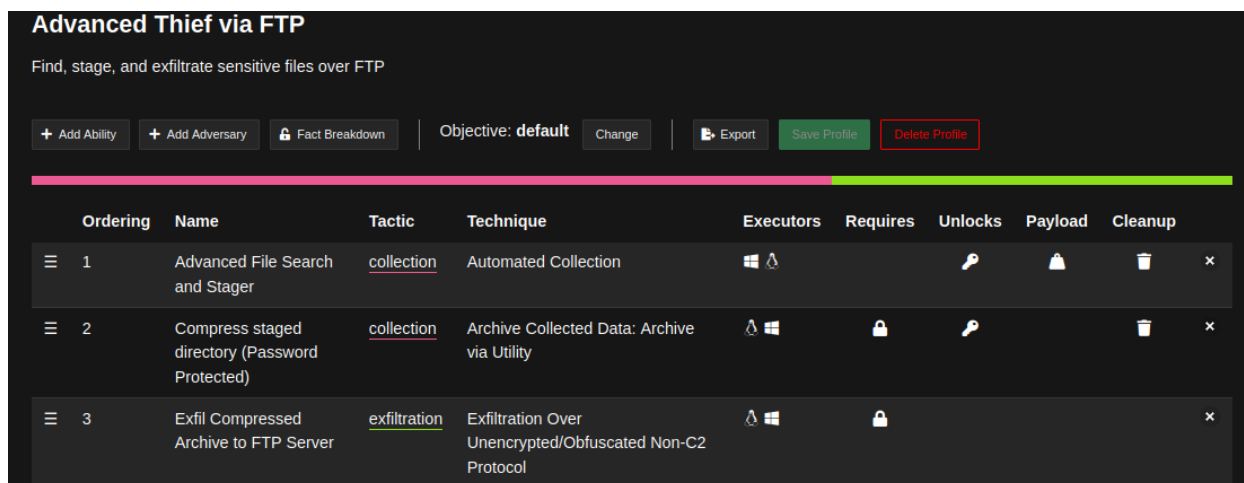 Advanced Thief via FTP
Find, stage, and exfiltrate sensitive files over FTP
+ Add Ability + Add Adversary Fact Breakdown Objective: default Change Export Save Profile Delete Profile
Ordering Name Tactic Technique Executors Requires Unlocks Payload Cleanup
1 Advanced File Search collection Automated Collection
and Stager
2 Compress staged collection Archive Collected Data: Archive
directory (Password via Utility
Protected)
3 Exfil Compressed exfiltration Exfiltration Over
Archive to FTP Server Unencrypted/Obfuscated Non-C2
Protocol